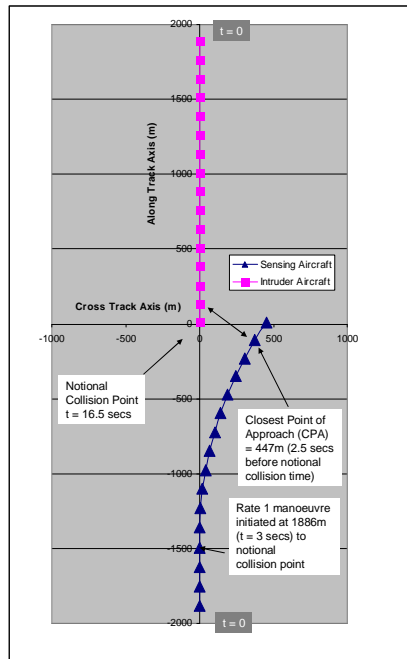 2000
t = 0
1500
1000
500
0
-500
-1000
-1500
-2000
-1000
-500
0
500
1000
Along Track Axis (m)
Cross Track Axis (m)
Sensing Aircraft
Intruder Aircraft
Notional
Collision Point
t = 16.5 secs
Closest Point of
Approach (CPA)
= 447m (2.5 secs
before notional
collision time)
Rate 1 manoeuvre
initiated at 1886m
(t = 3 secs) to
notional
collision point
t = 0